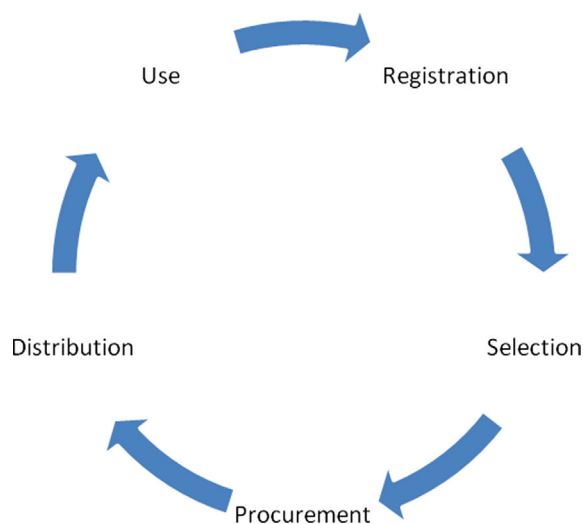 Use
Registration
Distribution
Selection
Procurement